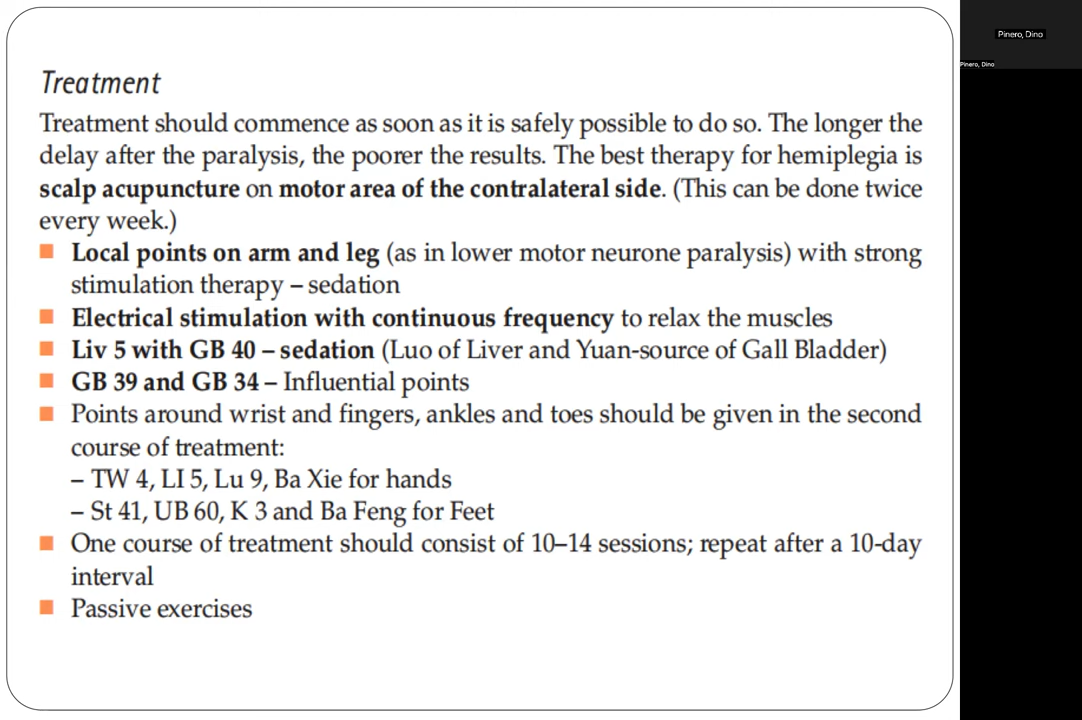 Treatment
Treatment should commence as soon as it is safely possible to do so. The longer the
delay after the paralysis, the poorer the results. The best therapy for hemiplegia is
scalp acupuncture on motor area of the contralateral side. (This can be done twice
every week.)
■ Local points on arm and leg (as in lower motor neurone paralysis) with strong
stimulation therapy – sedation
■ Electrical stimulation with continuous frequency to relax the muscles
■ Liv 5 with GB 40 – sedation (Luo of Liver and Yuan-source of Gall Bladder)
■ GB 39 and GB 34 – Influential points
■ Points around wrist and fingers, ankles and toes should be given in the second
course of treatment:
– TW 4, LI 5, Lu 9, Ba Xie for hands
– St 41, UB 60, K 3 and Ba Feng for Feet
■ One course of treatment should consist of 10–14 sessions; repeat after a 10-day
interval
■ Passive exercises
Pinero, Dino
Pinero, Dino